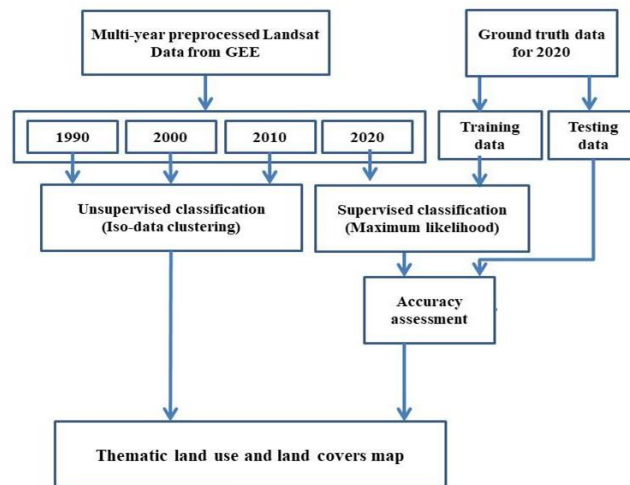 Multi-year preprocessed Landsat
Data from GEE
Ground truth data
for 2020
1990
2000
2010
2020
Training
data
Testing
data
Unsupervised classification
(Iso-data clustering)
Supervised classification
(Maximum likelihood)
Accuracy
assessment
Thematic land use and land covers map